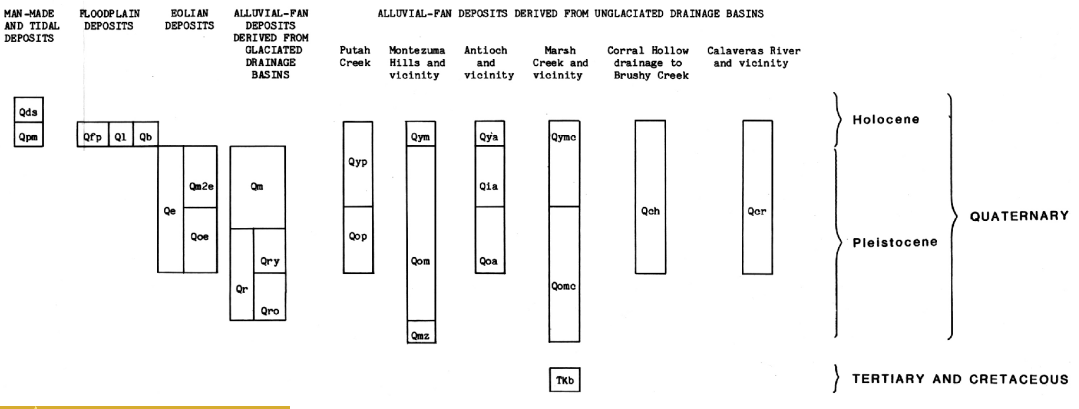 MAN-MADE AND TIDAL DEPOSITS
FLOODPLAIN DEPOSITS
EOLIAN DEPOSITS
ALLUVIAL-FAN DEPOSITS DERIVED FROM GLACIATED DRAINAGE BASINS
ALLUVIAL-FAN DEPOSITS DERIVED FROM UNGLACIATED DRAINAGE BASINS
Putah Creek
Montezuma Hills and vicinity
Antioch and vicinity
Marsh Creek and vicinity
Corral Hollow drainage to Brushy Creek
Calaveras River and vicinity
Qds
Qpm
Qfp Ql Qb
Qe
Qm2e
Qoe
Qm
Qr
Qry
Qro
Qyp
Qop
Qym
Qom
Qmz
Qya
Qia
Qoa
Qymc
Qomc
TKb
Qch
Qcr
Holocene
Pleistocene
QUATERNARY
TERTIARY AND CRETACEOUS